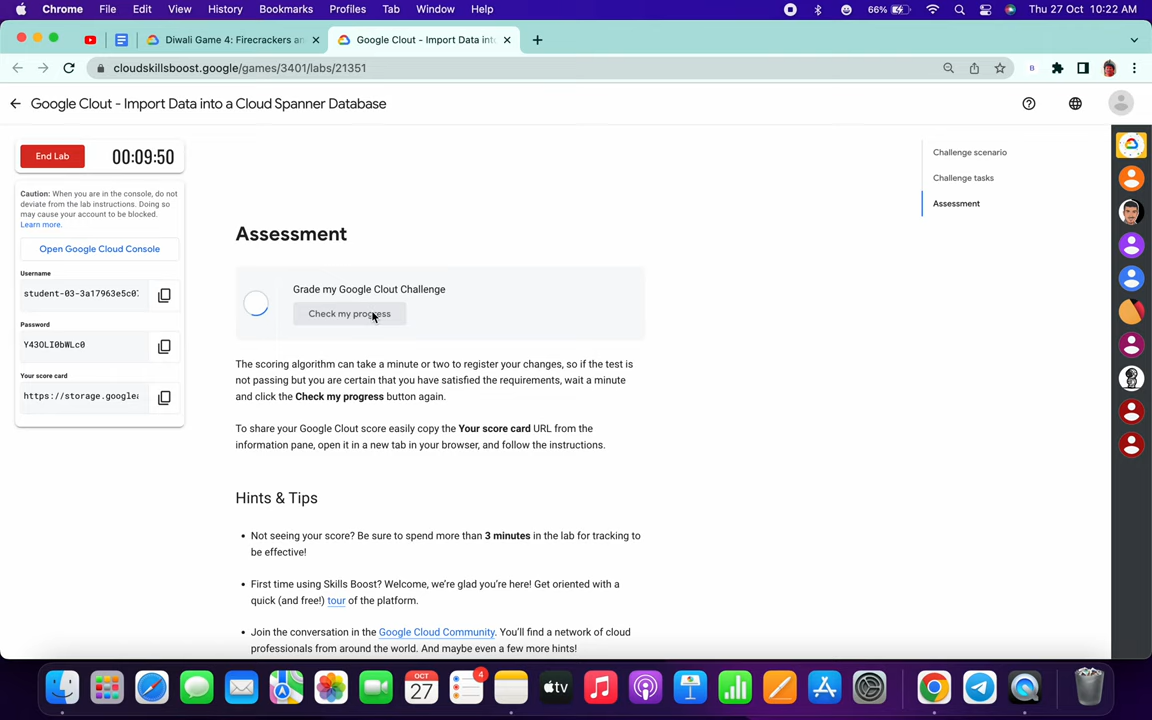 Chrome File Edit View History Bookmarks Profiles Tab Window Help 66% Thu 27 Oct 10:22 AM
Diwali Game 4: Firecrackers an Google Clout - Import Data into
cloudskillsboost.google/games/3401/labs/21351
Google Clout - Import Data into a Cloud Spanner Database
End Lab 00:09:50
Caution: When you are in the console, do not
deviate from the lab instructions. Doing so
may cause your account to be blocked.
Learn more.
Open Google Cloud Console
Username
student-03-3a17963e5c07
Password
Y43OLI0bWLc0
Your score card
https://storage.googlea
Assessment
Grade my Google Clout Challenge
Check my progress
The scoring algorithm can take a minute or two to register your changes, so if the test is
not passing but you are certain that you have satisfied the requirements, wait a minute
and click the Check my progress button again.
To share your Google Clout score easily copy the Your score card URL from the
information pane, open it in a new tab in your browser, and follow the instructions.
Hints & Tips
• Not seeing your score? Be sure to spend more than 3 minutes in the lab for tracking to
be effective!
• First time using Skills Boost? Welcome, we're glad you're here! Get oriented with a
quick (and free!) tour of the platform.
• Join the conversation in the Google Cloud Community. You'll find a network of cloud
professionals from around the world. And maybe even a few more hints!
Challenge scenario
Challenge tasks
Assessment
OCT
27
4
tv